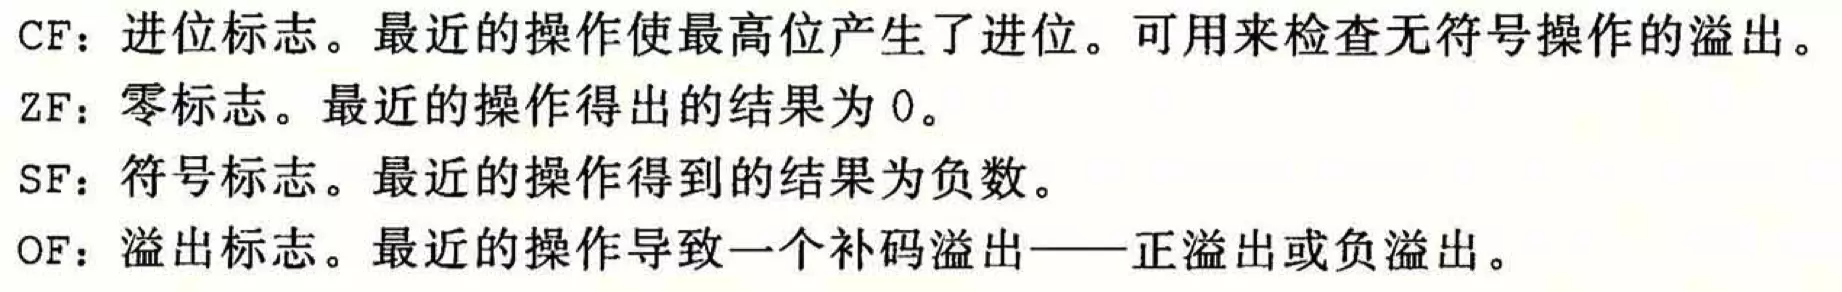 CF：进位标志。最近的操作使最高位产生了进位。可用来检查无符号操作的溢出。
ZF：零标志。最近的操作得出的结果为 0。
SF：符号标志。最近的操作得到的结果为负数。
OF：溢出标志。最近的操作导致一个补码溢出——正溢出或负溢出。